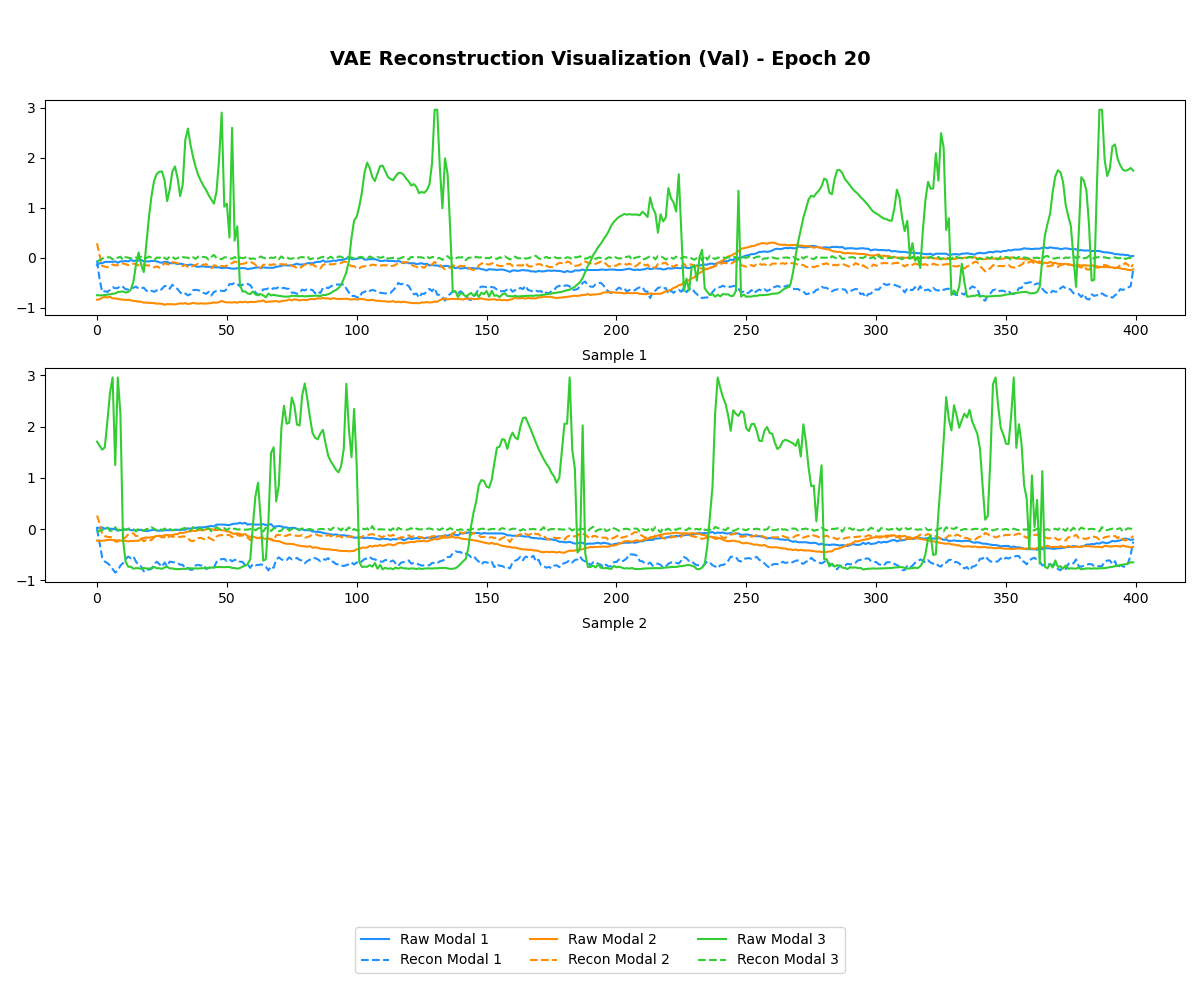 VAE Reconstruction Visualization (Val) - Epoch 20
3
2
1
0
−1
0 50 100 150 200 250 300 350 400
Sample 1
3
2
1
0
−1
0 50 100 150 200 250 300 350 400
Sample 2
Raw Modal 1 Raw Modal 2 Raw Modal 3
Recon Modal 1 Recon Modal 2 Recon Modal 3